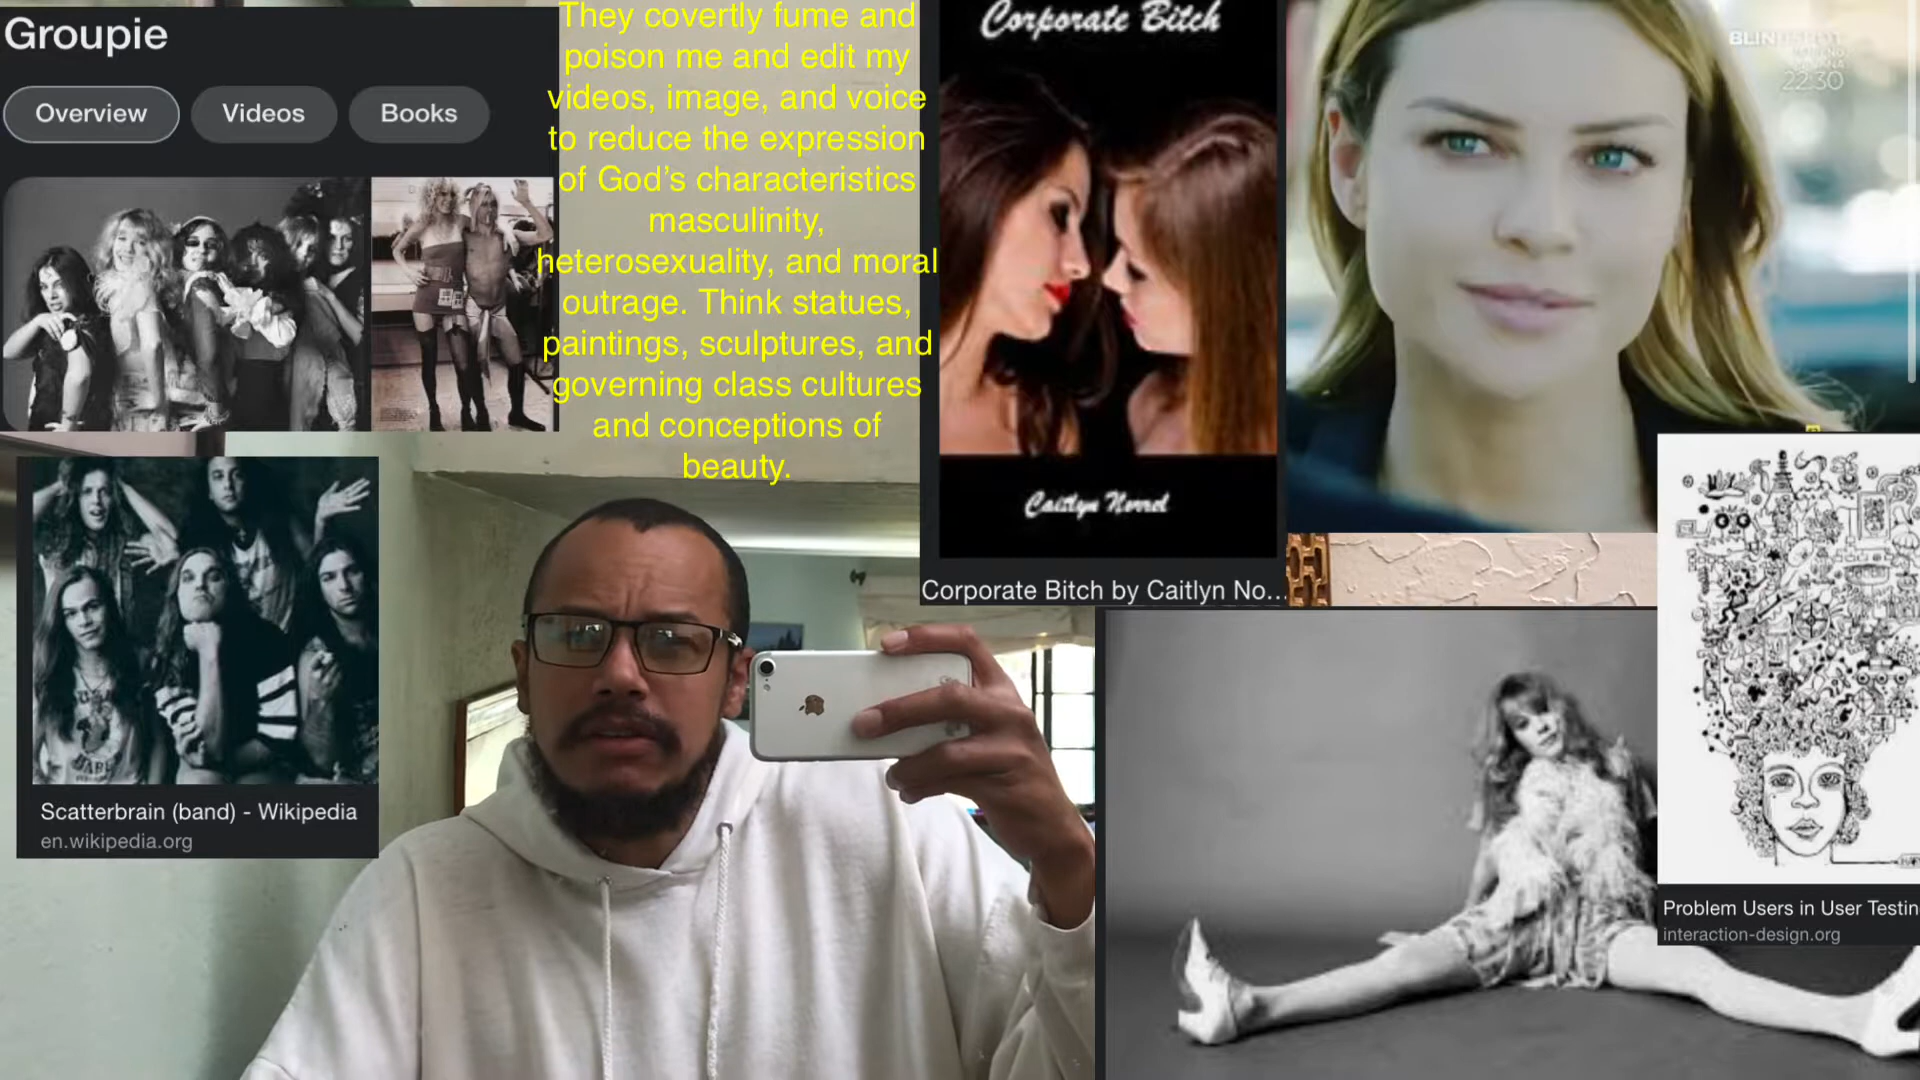 Groupie
Overview
Videos
Books
They covertly fume and
poison me and edit my
videos, image, and voice
to reduce the expression
of God's characteristics
masculinity,
heterosexuality, and moral
outrage. Think statues,
paintings, sculptures, and
governing class cultures
and conceptions of
beauty.
Corporate Bitch
Caitlyn Norrel
Corporate Bitch by Caitlyn No...
22:30
Scatterbrain (band) - Wikipedia
en.wikipedia.org
Problem Users in User Testin
interaction-design.org